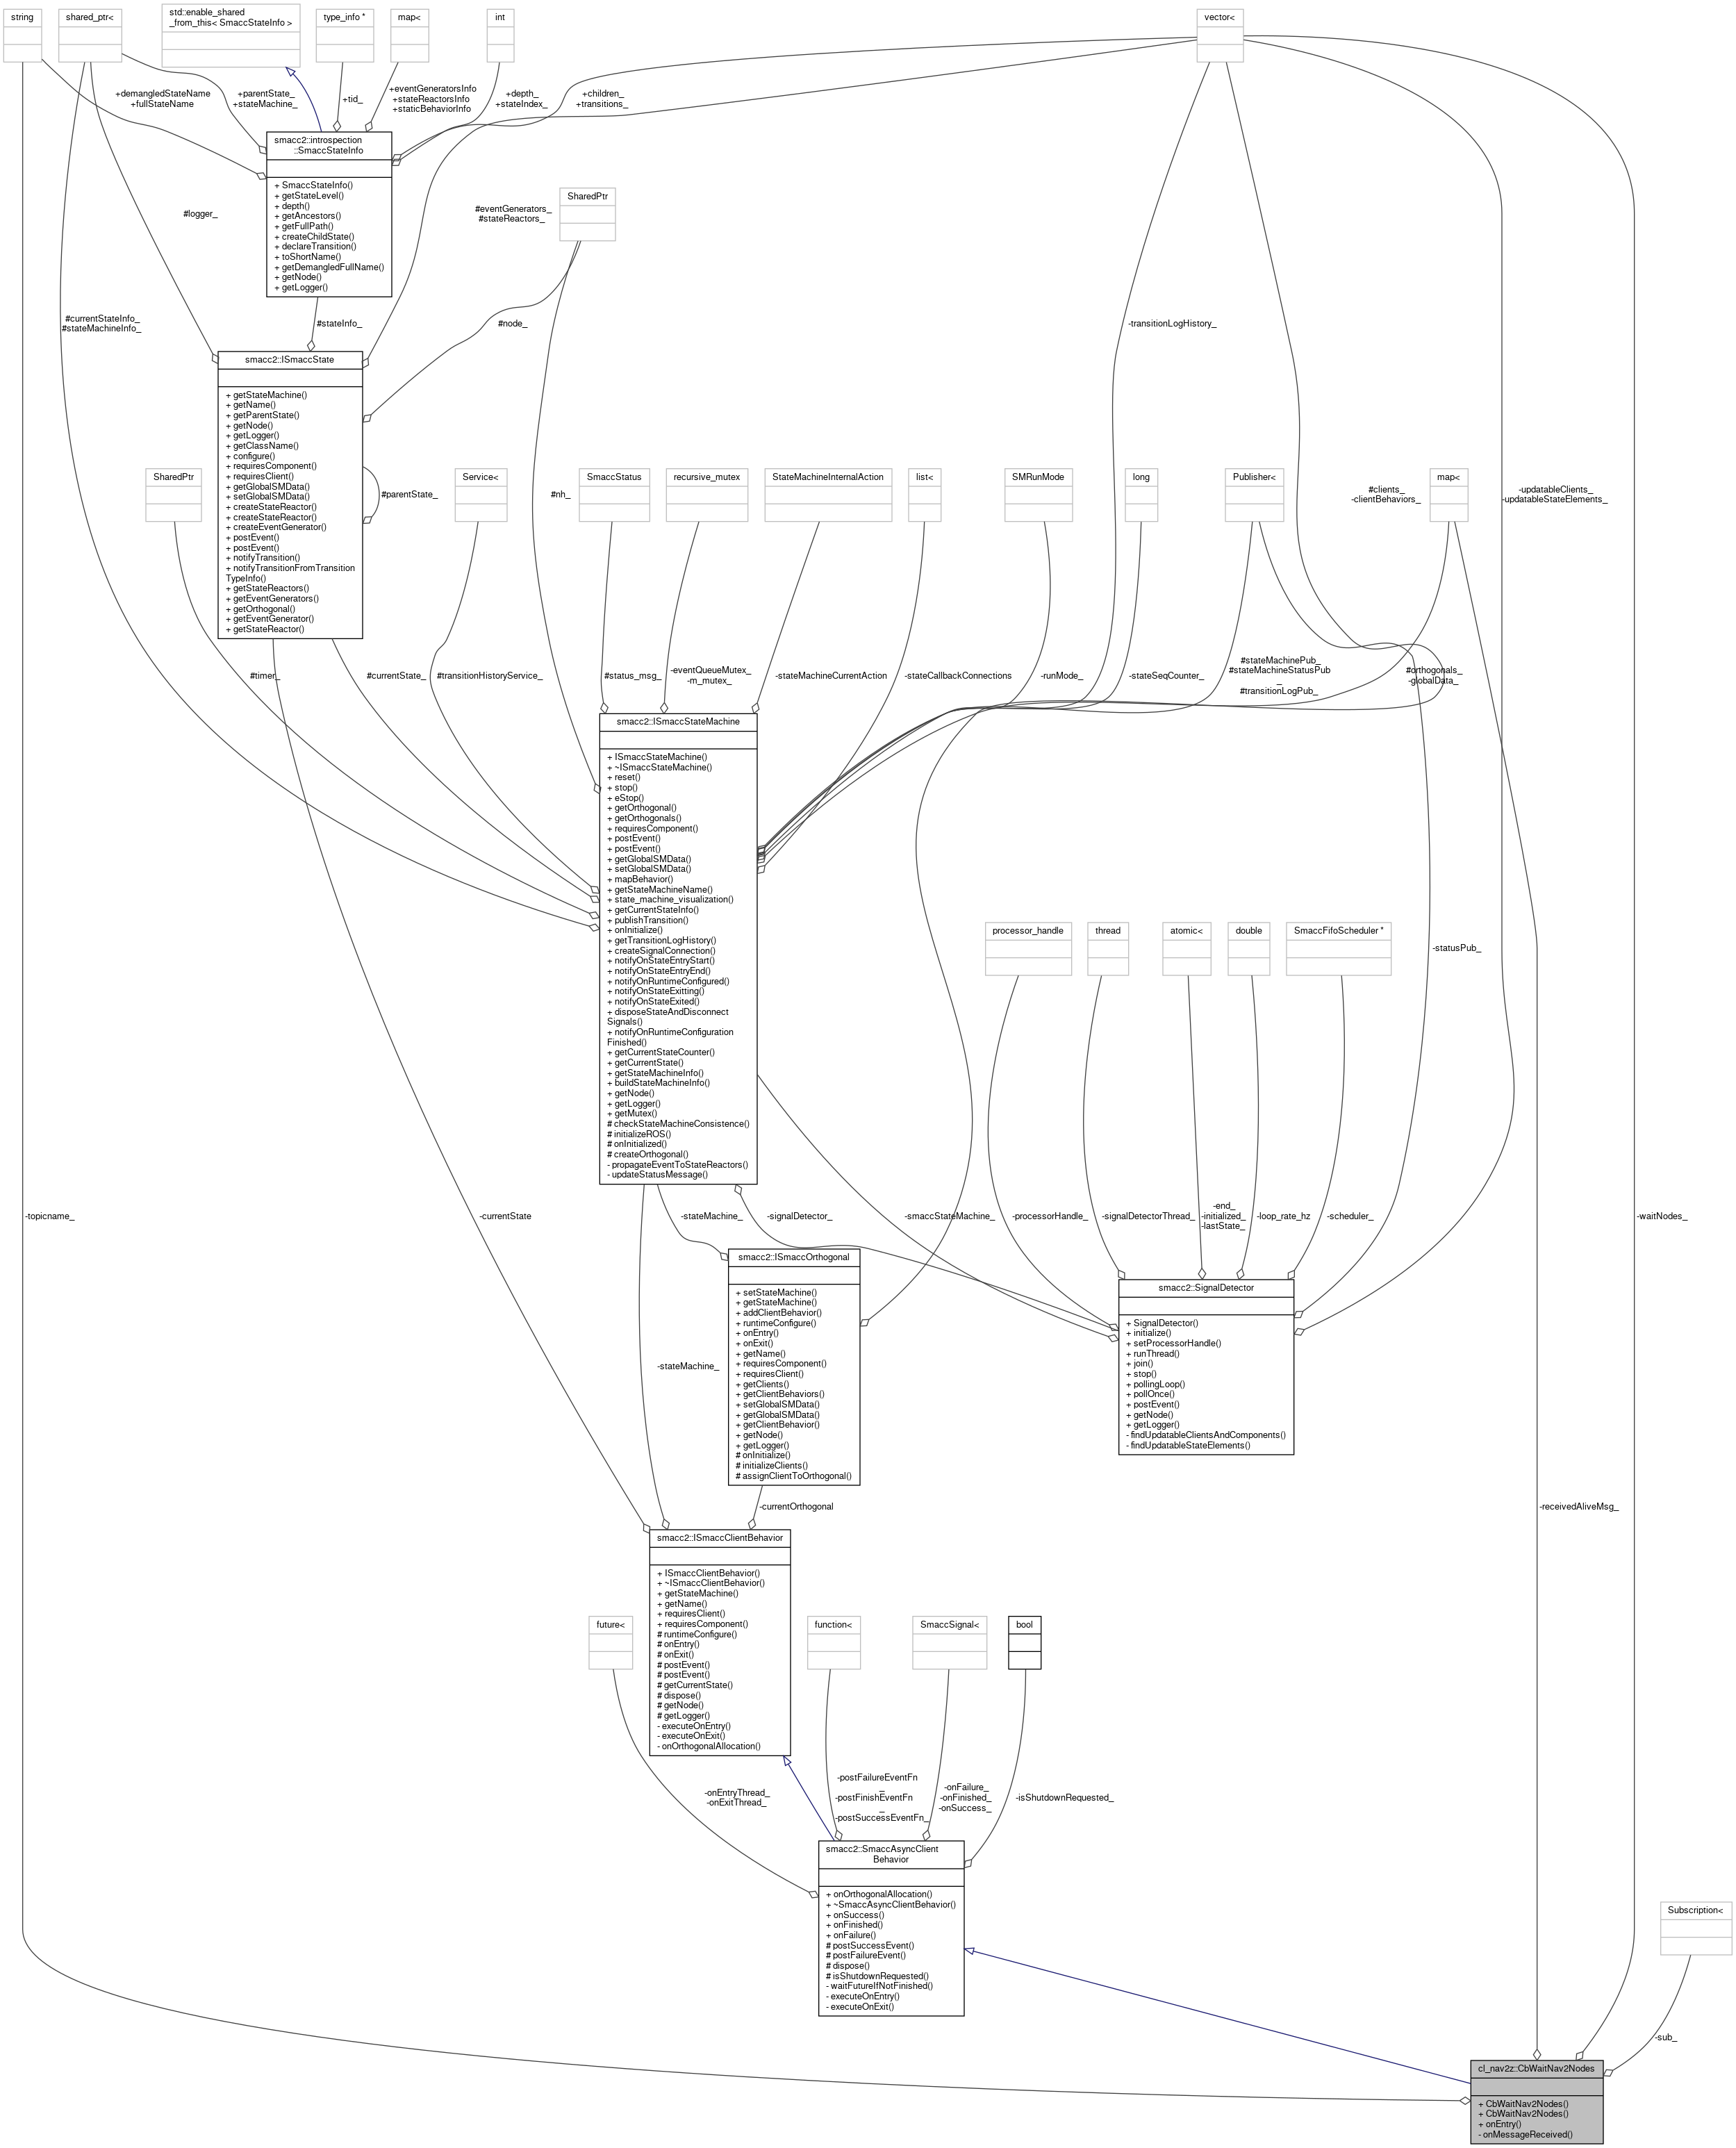 string
shared_ptr<
std::enable_shared
_from_this< SmaccStateInfo >
type_info *
map<
int
vector<
+demangledStateName
+fullStateName
+parentState_
+stateMachine_
+tid_
+eventGeneratorsInfo
+stateReactorsInfo
+staticBehaviorInfo
+depth_
+stateIndex_
+children_
+transitions_
smacc2::introspection
::SmaccStateInfo
+ SmaccStateInfo()
+ getStateLevel()
+ depth()
+ getAncestors()
+ getFullPath()
+ createChildState()
+ declareTransition()
+ toShortName()
+ getDemangledFullName()
+ getNode()
+ getLogger()
#logger_
#eventGenerators_
#stateReactors_
SharedPtr
#currentStateInfo_
#stateMachineInfo_
#stateInfo_
#node_
-transitionLogHistory_
smacc2::ISmaccState
+ getStateMachine()
+ getName()
+ getParentState()
+ getNode()
+ getLogger()
+ getClassName()
+ configure()
+ requiresComponent()
+ requiresClient()
+ getGlobalSMData()
+ setGlobalSMData()
+ createStateReactor()
+ createStateReactor()
+ createEventGenerator()
+ postEvent()
+ postEvent()
+ notifyTransition()
+ notifyTransitionFromTransition
TypeInfo()
+ getStateReactors()
+ getEventGenerators()
+ getOrthogonal()
+ getEventGenerator()
+ getStateReactor()
#parentState_
#nh_
#clients_
-clientBehaviors_
-updatableClients_
-updatableStateElements_
SharedPtr
Service<
SmaccStatus
recursive_mutex
StateMachineInternalAction
list<
SMRunMode
long
Publisher<
map<
#timer_
#currentState_
#transitionHistoryService_
#status_msg_
-eventQueueMutex_
-m_mutex_
-stateMachineCurrentAction
-stateCallbackConnections
-runMode_
-stateSeqCounter_
#stateMachinePub_
#stateMachineStatusPub
_
#transitionLogPub_
#orthogonals_
-globalData_
smacc2::ISmaccStateMachine
+ ISmaccStateMachine()
+ ~ISmaccStateMachine()
+ reset()
+ stop()
+ eStop()
+ getOrthogonal()
+ getOrthogonals()
+ requiresComponent()
+ postEvent()
+ postEvent()
+ getGlobalSMData()
+ setGlobalSMData()
+ mapBehavior()
+ getStateMachineName()
+ state_machine_visualization()
+ getCurrentStateInfo()
+ publishTransition()
+ onInitialize()
+ getTransitionLogHistory()
+ createSignalConnection()
+ notifyOnStateEntryStart()
+ notifyOnStateEntryEnd()
+ notifyOnRuntimeConfigured()
+ notifyOnStateExitting()
+ notifyOnStateExited()
+ disposeStateAndDisconnect
Signals()
+ notifyOnRuntimeConfiguration
Finished()
+ getCurrentStateCounter()
+ getCurrentState()
+ getStateMachineInfo()
+ buildStateMachineInfo()
+ getNode()
+ getLogger()
+ getMutex()
# checkStateMachineConsistence()
# initializeROS()
# onInitialized()
# createOrthogonal()
- propagateEventToStateReactors()
- updateStatusMessage()
processor_handle
thread
atomic<
double
SmaccFifoScheduler *
-statusPub_
-topicname_
-currentState
-stateMachine_
-signalDetector_
-smaccStateMachine_
-processorHandle_
-signalDetectorThread_
-end_
-initialized_
-lastState_
-loop_rate_hz
-scheduler_
-waitNodes_
smacc2::ISmaccOrthogonal
+ setStateMachine()
+ getStateMachine()
+ addClientBehavior()
+ runtimeConfigure()
+ onEntry()
+ onExit()
+ getName()
+ requiresComponent()
+ requiresClient()
+ getClients()
+ getClientBehaviors()
+ setGlobalSMData()
+ getGlobalSMData()
+ getClientBehavior()
+ getNode()
+ getLogger()
# onInitialize()
# initializeClients()
# assignClientToOrthogonal()
smacc2::SignalDetector
+ SignalDetector()
+ initialize()
+ setProcessorHandle()
+ runThread()
+ join()
+ stop()
+ pollingLoop()
+ pollOnce()
+ postEvent()
+ getNode()
+ getLogger()
- findUpdatableClientsAndComponents()
- findUpdatableStateElements()
-stateMachine_
-currentOrthogonal
-receivedAliveMsg_
smacc2::ISmaccClientBehavior
+ ISmaccClientBehavior()
+ ~ISmaccClientBehavior()
+ getStateMachine()
+ getName()
+ requiresClient()
+ requiresComponent()
# runtimeConfigure()
# onEntry()
# onExit()
# postEvent()
# postEvent()
# getCurrentState()
# dispose()
# getNode()
# getLogger()
- executeOnEntry()
- executeOnExit()
- onOrthogonalAllocation()
future<
function<
SmaccSignal<
bool
-onEntryThread_
-onExitThread_
-postFailureEventFn
_
-postFinishEventFn
_
-postSuccessEventFn_
-onFailure_
-onFinished_
-onSuccess_
-isShutdownRequested_
smacc2::SmaccAsyncClient
Behavior
+ onOrthogonalAllocation()
+ ~SmaccAsyncClientBehavior()
+ onSuccess()
+ onFinished()
+ onFailure()
# postSuccessEvent()
# postFailureEvent()
# dispose()
# isShutdownRequested()
- waitFutureIfNotFinished()
- executeOnEntry()
- executeOnExit()
Subscription<
-sub_
cl_nav2z::CbWaitNav2Nodes
+ CbWaitNav2Nodes()
+ CbWaitNav2Nodes()
+ onEntry()
- onMessageReceived()